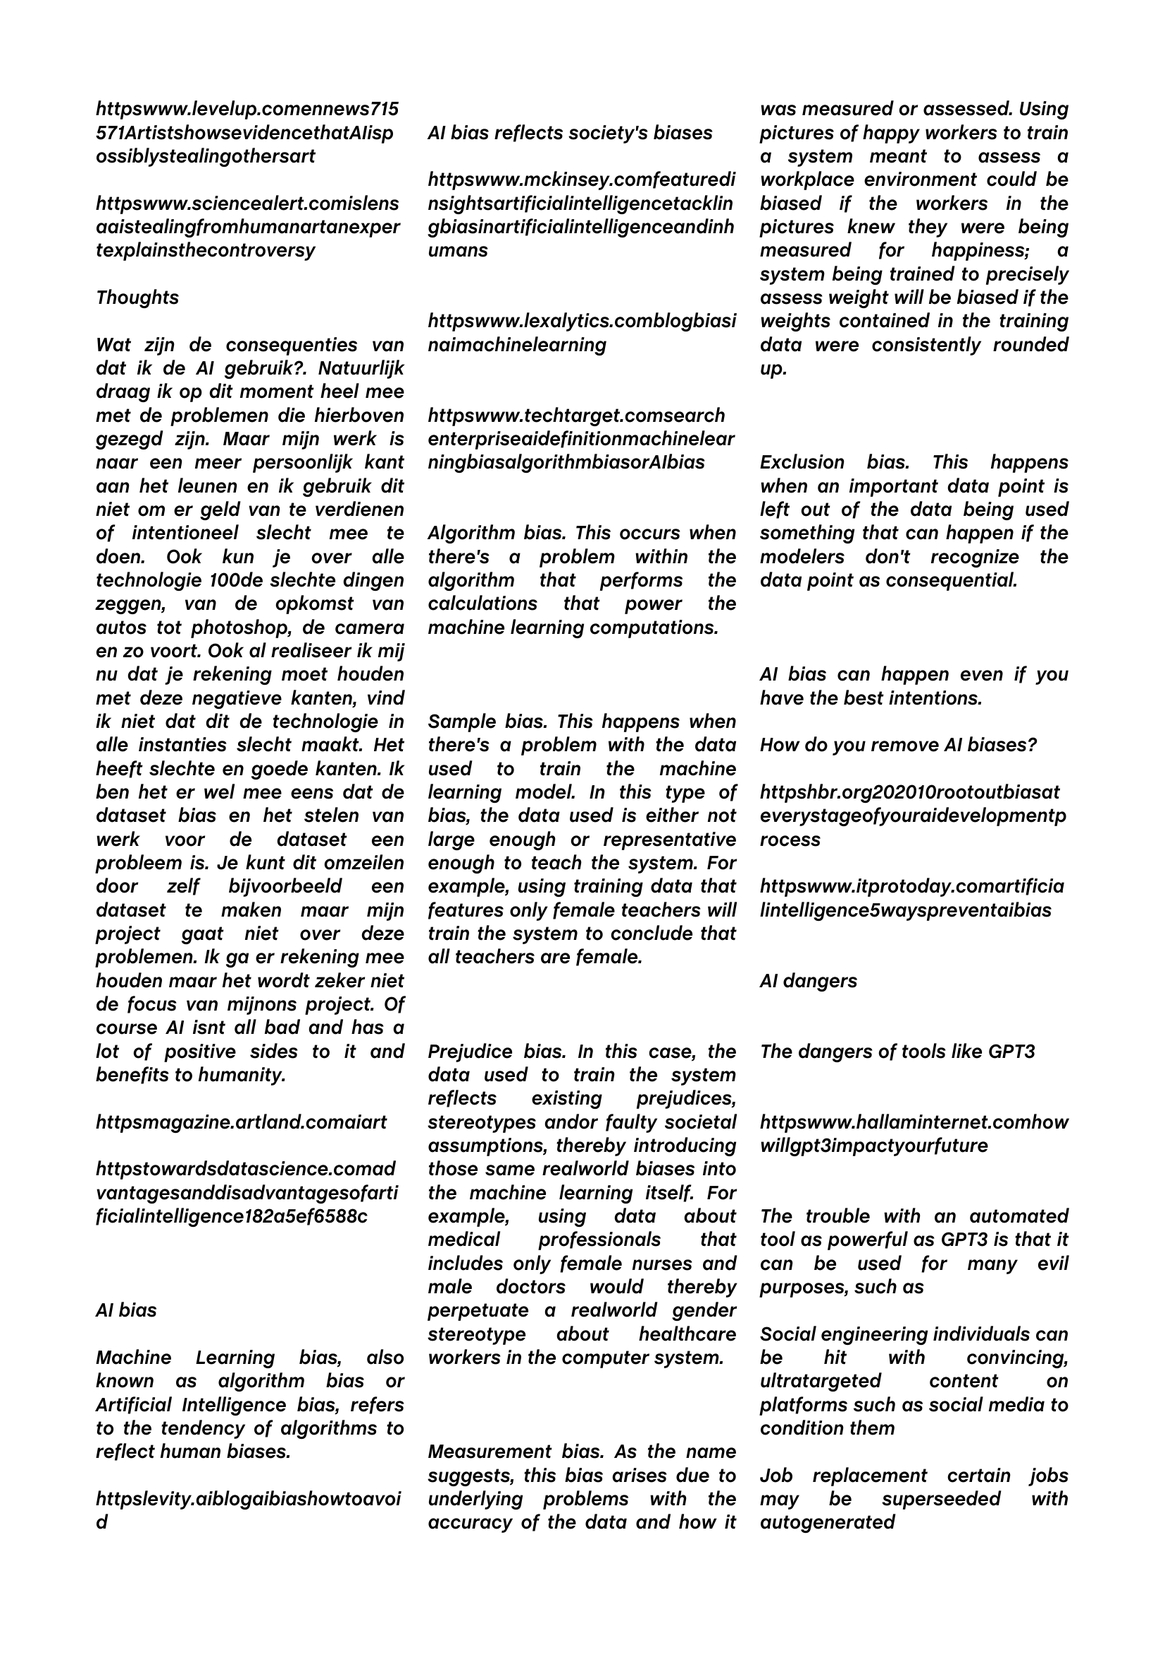 httpswww.levelup.comennews715
571ArtistshowsevidencethatAIisp
ossiblystealingothersart
httpswww.sciencealert.comislens
aaistealingfromhumanartanexper
texplainsthecontroversy
Thoughts
Wat zijn de consequenties van
dat ik de AI gebruik?. Natuurlijk
draag ik op dit moment heel mee
met de problemen die hierboven
gezegd zijn. Maar mijn werk is
naar een meer persoonlijk kant
aan het leunen en ik gebruik dit
niet om er geld van te verdienen
of intentioneel slecht mee te
doen. Ook kun je over alle
technologie 100de slechte dingen
zeggen, van de opkomst van
autos tot photoshop, de camera
en zo voort. Ook al realiseer ik mij
nu dat je rekening moet houden
met deze negatieve kanten, vind
ik niet dat dit de technologie in
alle instanties slecht maakt. Het
heeft slechte en goede kanten. Ik
ben het er wel mee eens dat de
dataset bias en het stelen van
werk voor de dataset een
probleem is. Je kunt dit omzeilen
door zelf bijvoorbeeld een
dataset te maken maar mijn
project gaat niet over deze
problemen. Ik ga er rekening mee
houden maar het wordt zeker niet
de focus van mijnons project. Of
course AI isnt all bad and has a
lot of positive sides to it and
benefits to humanity.
httpsmagazine.artland.comaiart
httpstowardsdatascience.comad
vantagesanddisadvantagesofarti
ficialintelligence182a5ef6588c
AI bias
Machine Learning bias, also
known as algorithm bias or
Artificial Intelligence bias, refers
to the tendency of algorithms to
reflect human biases.
httpslevity.aiblogaibiashowtoavoi
d
AI bias reflects society's biases
httpswww.mckinsey.comfeaturedi
nsightsartificialintelligencetacklin
gbiasinartificialintelligenceandinh
umans
httpswww.lexalytics.comblogbiasi
naimachinelearning
httpswww.techtarget.comsearch
enterpriseaidefinitionmachinelear
ningbiasalgorithmbiasorAIbias
Algorithm bias. This occurs when
there's a problem within the
algorithm that performs the
calculations that power the
machine learning computations.
Sample bias. This happens when
there's a problem with the data
used to train the machine
learning model. In this type of
bias, the data used is either not
large enough or representative
enough to teach the system. For
example, using training data that
features only female teachers will
train the system to conclude that
all teachers are female.
Prejudice bias. In this case, the
data used to train the system
reflects existing prejudices,
stereotypes andor faulty societal
assumptions, thereby introducing
those same realworld biases into
the machine learning itself. For
example, using data about
medical professionals that
includes only female nurses and
male doctors would thereby
perpetuate a realworld gender
stereotype about healthcare
workers in the computer system.
Measurement bias. As the name
suggests, this bias arises due to
underlying problems with the
accuracy of the data and how it
was measured or assessed. Using
pictures of happy workers to train
a system meant to assess a
workplace environment could be
biased if the workers in the
pictures knew they were being
measured for happiness; a
system being trained to precisely
assess weight will be biased if the
weights contained in the training
data were consistently rounded
up.
Exclusion bias. This happens
when an important data point is
left out of the data being used
something that can happen if the
modelers don't recognize the
data point as consequential.
AI bias can happen even if you
have the best intentions.
How do you remove AI biases?
httpshbr.org202010rootoutbiasat
everystageofyouraidevelopmentp
rocess
httpswww.itprotoday.comartificia
lintelligence5wayspreventaibias
AI dangers
The dangers of tools like GPT3
httpswww.hallaminternet.comhow
willgpt3impactyourfuture
The trouble with an automated
tool as powerful as GPT3 is that it
can be used for many evil
purposes, such as
Social engineering individuals can
be hit with convincing,
ultratargeted content on
platforms such as social media to
condition them
Job replacement certain jobs
may be superseeded with
autogenerated